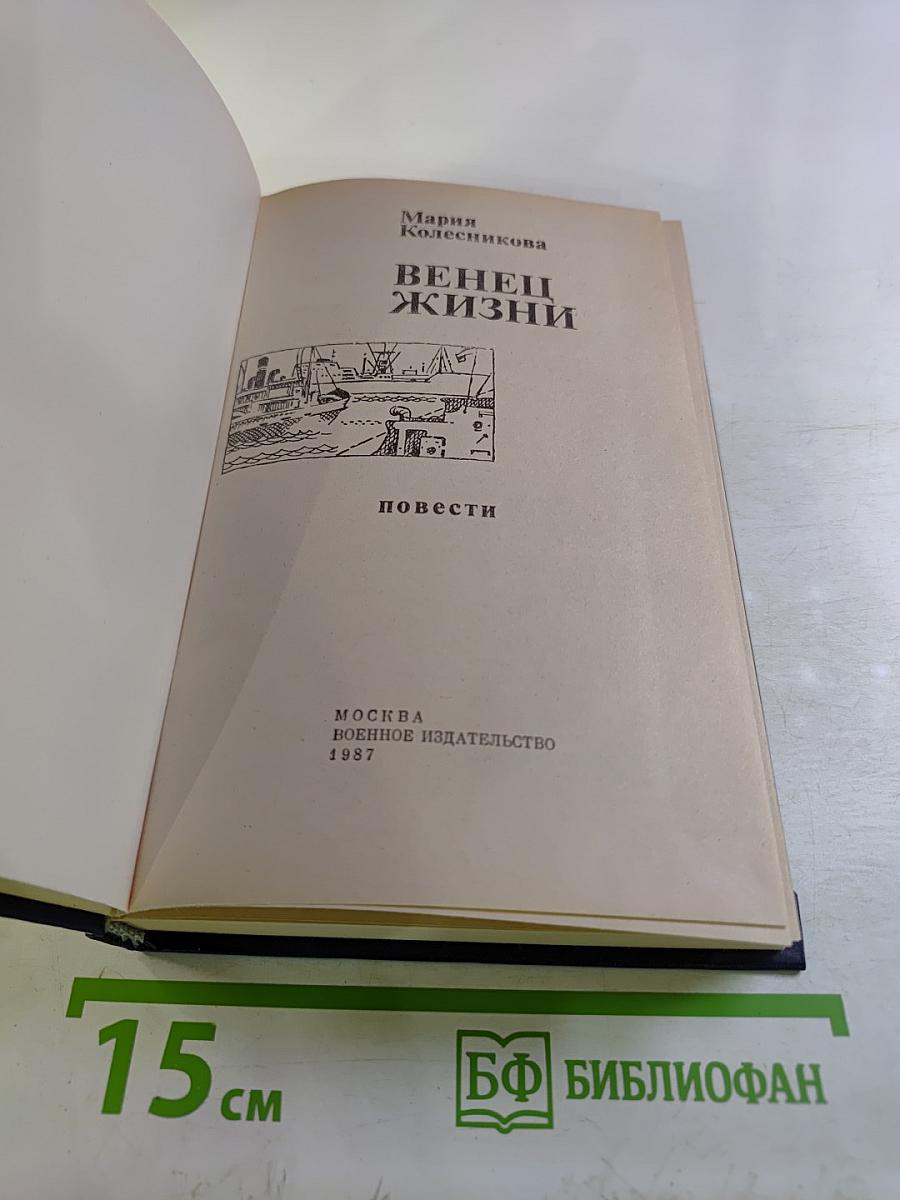 Мария
Колесникова
ВЕНЕЦ
ЖИЗНИ
повести
МОСКВА
ВОЕННОЕ ИЗДАТЕЛЬСТВО
1987
15 см
БФ БИБЛИОФАН